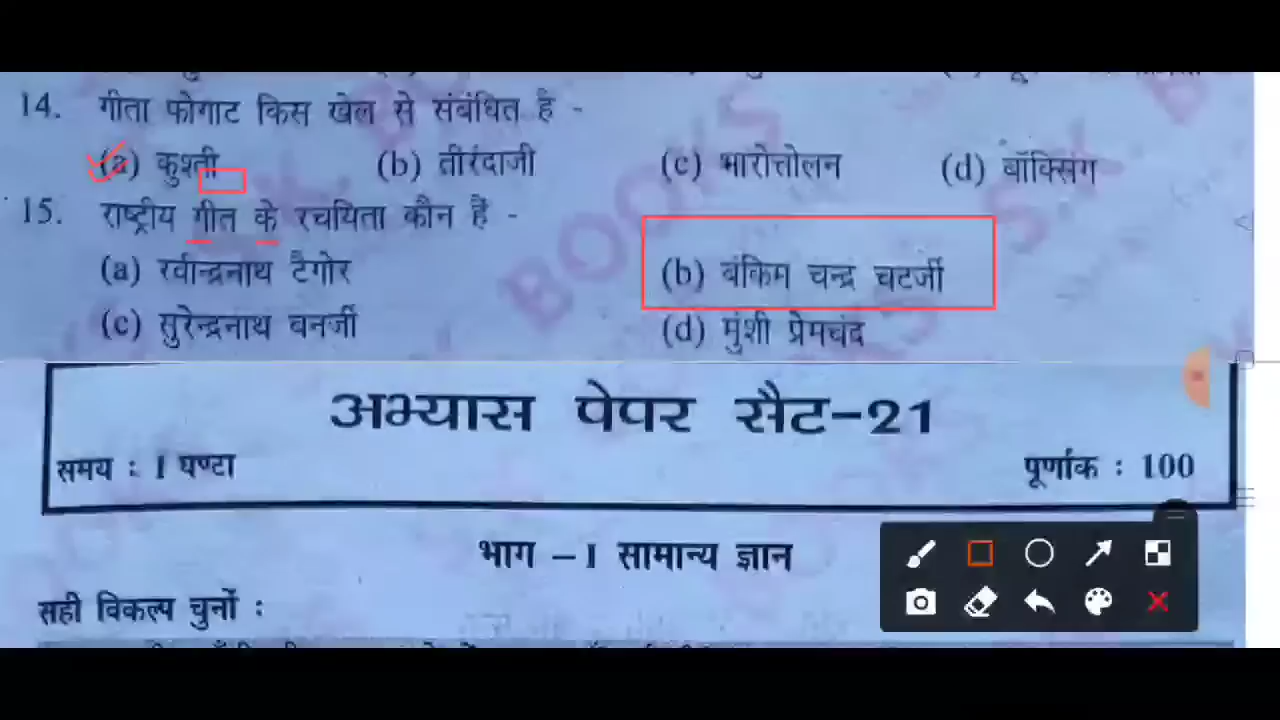 14. गीता फोगाट किस खेल से संबंधित है -
(a) कुश्ती (b) तीरंदाजी (c) भारोत्तोलन (d) बॉक्सिंग
15. राष्ट्रीय गीत के रचयिता कौन हैं -
(a) रवीन्द्रनाथ टैगोर (b) बंकिम चन्द्र चटर्जी
(c) सुरेन्द्रनाथ बनर्जी (d) मुंशी प्रेमचंद
अभ्यास पेपर सैट-21
समय : 1 घण्टा पूर्णांक : 100
भाग -I सामान्य ज्ञान
सही विकल्प चुनों :
BOOKS